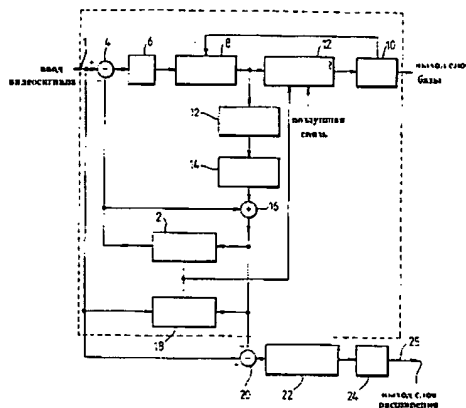 1
4
6
8
12
10
ввод
видеосигнала
выход слоя
базы
воздушная
связь
12
14
16
2
18
20
22
24
25
выход слоя
расширения